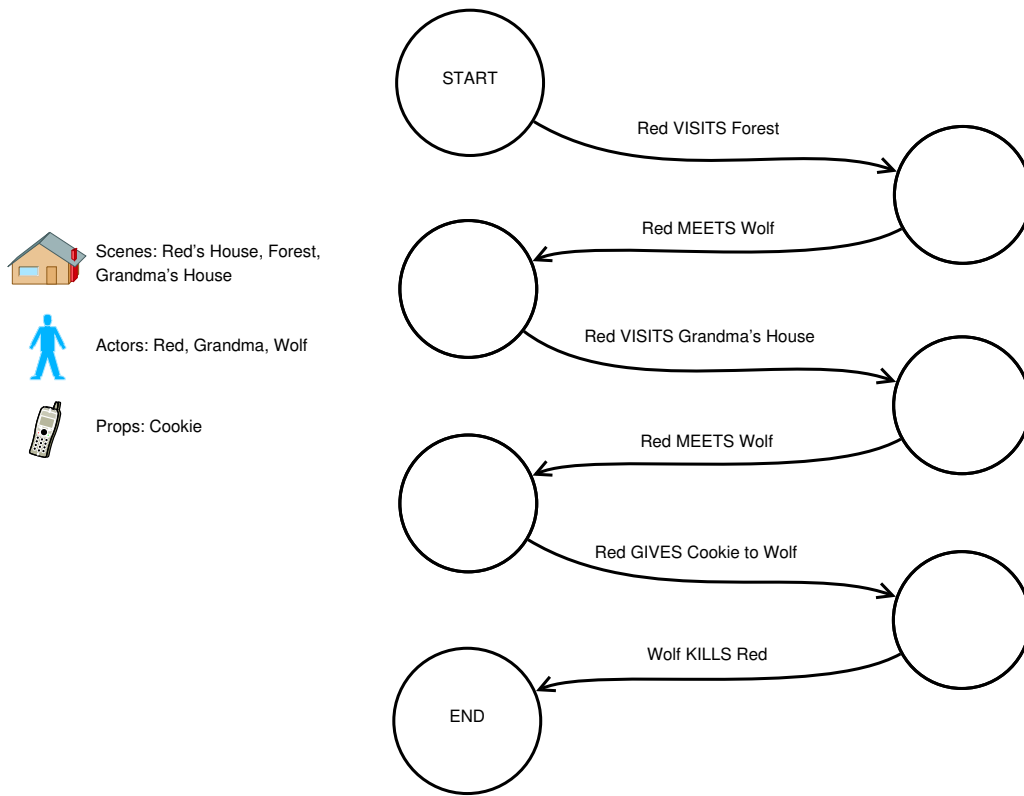 START
Red VISITS Forest
Red MEETS Wolf
Scenes: Red's House, Forest,
Grandma's House
Red VISITS Grandma's House
Actors: Red, Grandma, Wolf
Props: Cookie
Red MEETS Wolf
Red GIVES Cookie to Wolf
Wolf KILLS Red
END